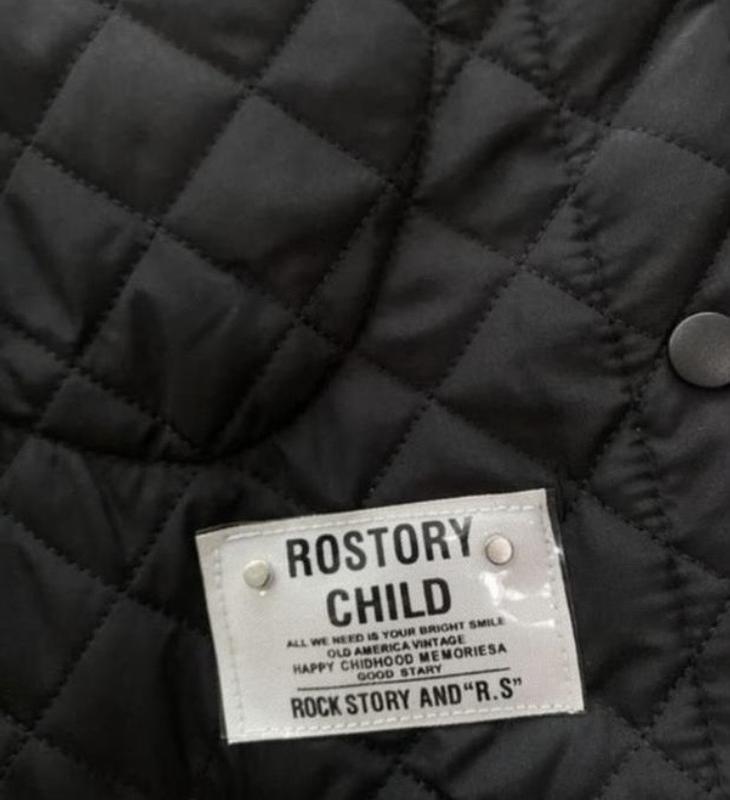 ROSTORY
CHILD
ALL WE NEED IS YOUR BRIGHT SMILE
OLD AMERICA VINTAGE
HAPPY CHIDHOOD MEMORIESA
GOOD STARY
ROCK STORY AND“R.S”